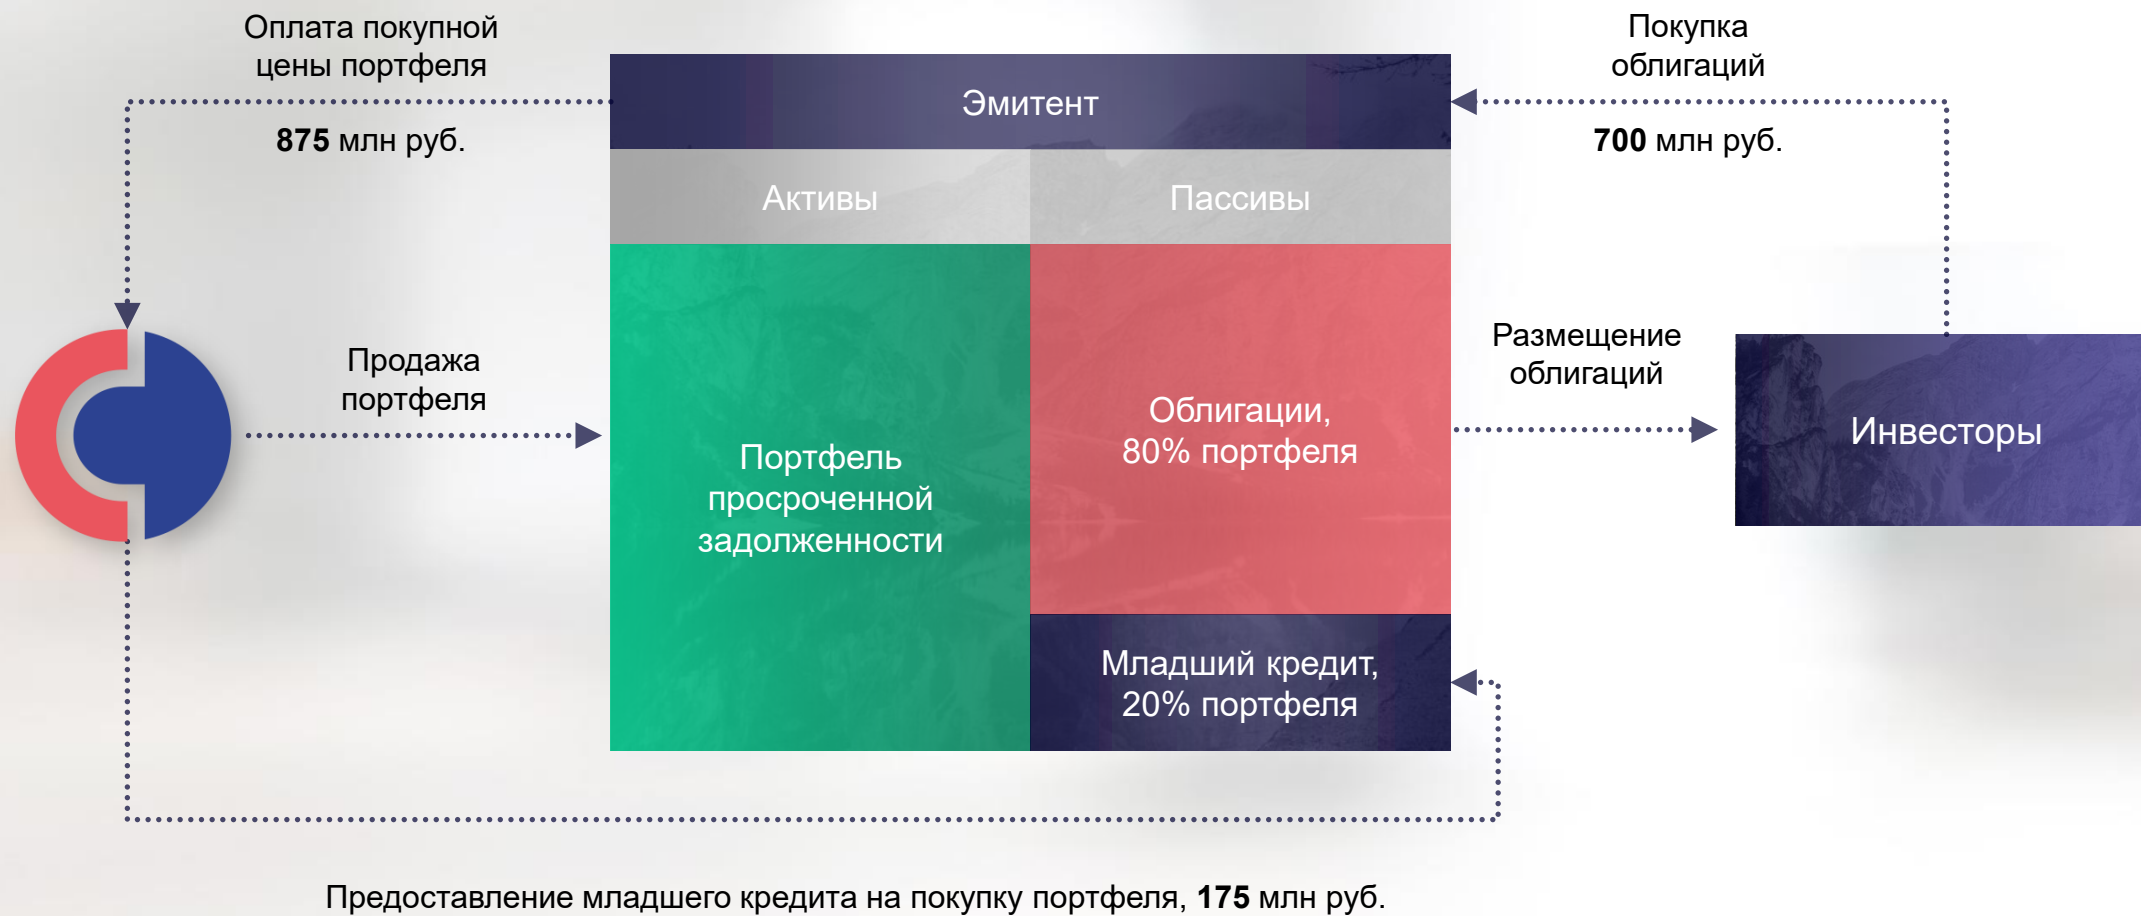 Оплата покупной
цены портфеля
875 млн руб.
Эмитент
Покупка
облигаций
700 млн руб.
Активы
Пассивы
Продажа
портфеля
Портфель
просроченной
задолженности
Облигации,
80% портфеля
Размещение
облигаций
Инвесторы
Младший кредит,
20% портфеля
Предоставление младшего кредита на покупку портфеля, 175 млн руб.